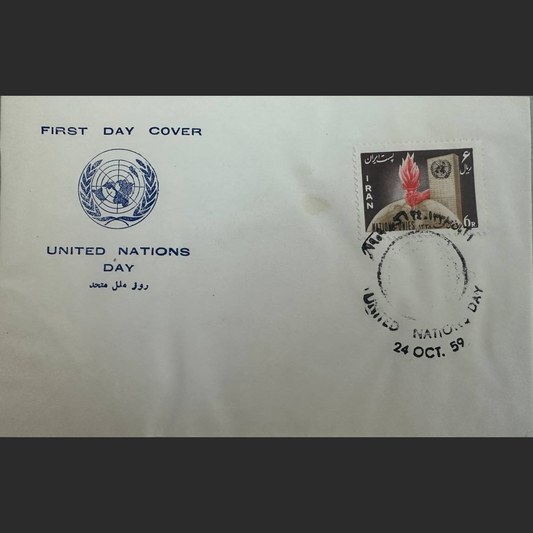 FIRST DAY COVER
UNITED NATIONS
DAY
روز ملل متحد
پست ایران
۶
ریال
IRAN
6R
UNITED NATIONS DAY
24 OCT. 59